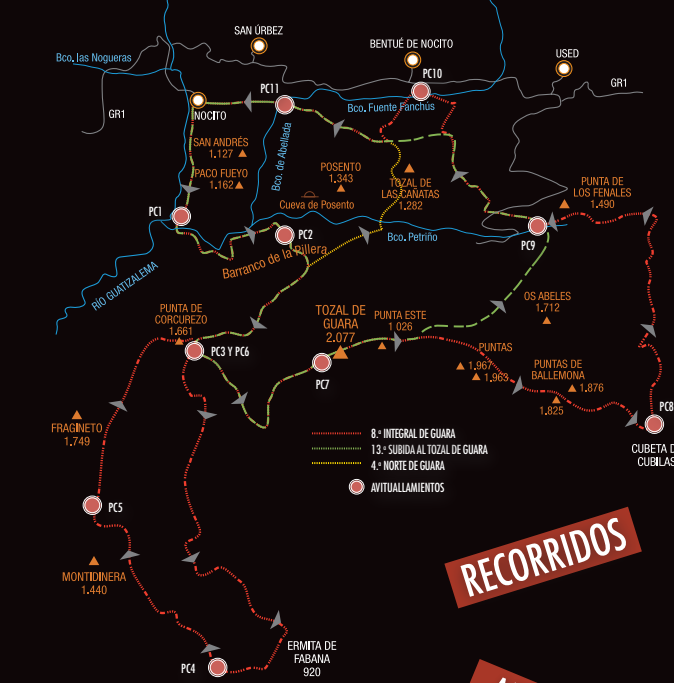 SAN ÚRBEZ
BENTUÉ DE NOCITO
USED
Bco. las Nogueras
PC10
GR1
PC11
Bco. Fuente Fanchús
GR1
NOCITO
SAN ANDRÉS
1.127
Bco. de Abellada
POSENTO
1.343
PACO FUEYO
1.162
TOZAL DE
LAS CAÑATAS
1.282
PUNTA DE
LOS FENALES
1.490
Cueva de Posento
PC1
PC2
Bco. Petriño
PC9
Barranco de la Pillera
RÍO GUATIZALEMA
OS ABELES
1.712
PUNTA DE
CORCUREZO
1.661
TOZAL DE
GUARA
2.077
PUNTA ESTE
1 026
PC3 Y PC6
PC7
PUNTAS
1.967
1.963
PUNTAS DE
BALLEMONA
1.876
1.825
PC8
FRAGINETO
1.749
CUBETA D
CUBILAS
8.ª INTEGRAL DE GUARA
13.ª SUBIDA AL TOZAL DE GUARA
4.ª NORTE DE GUARA
AVITUALLAMIENTOS
PC5
RECORRIDOS
MONTIDINERA
1.440
ERMITA DE
FABANA
920
PC4